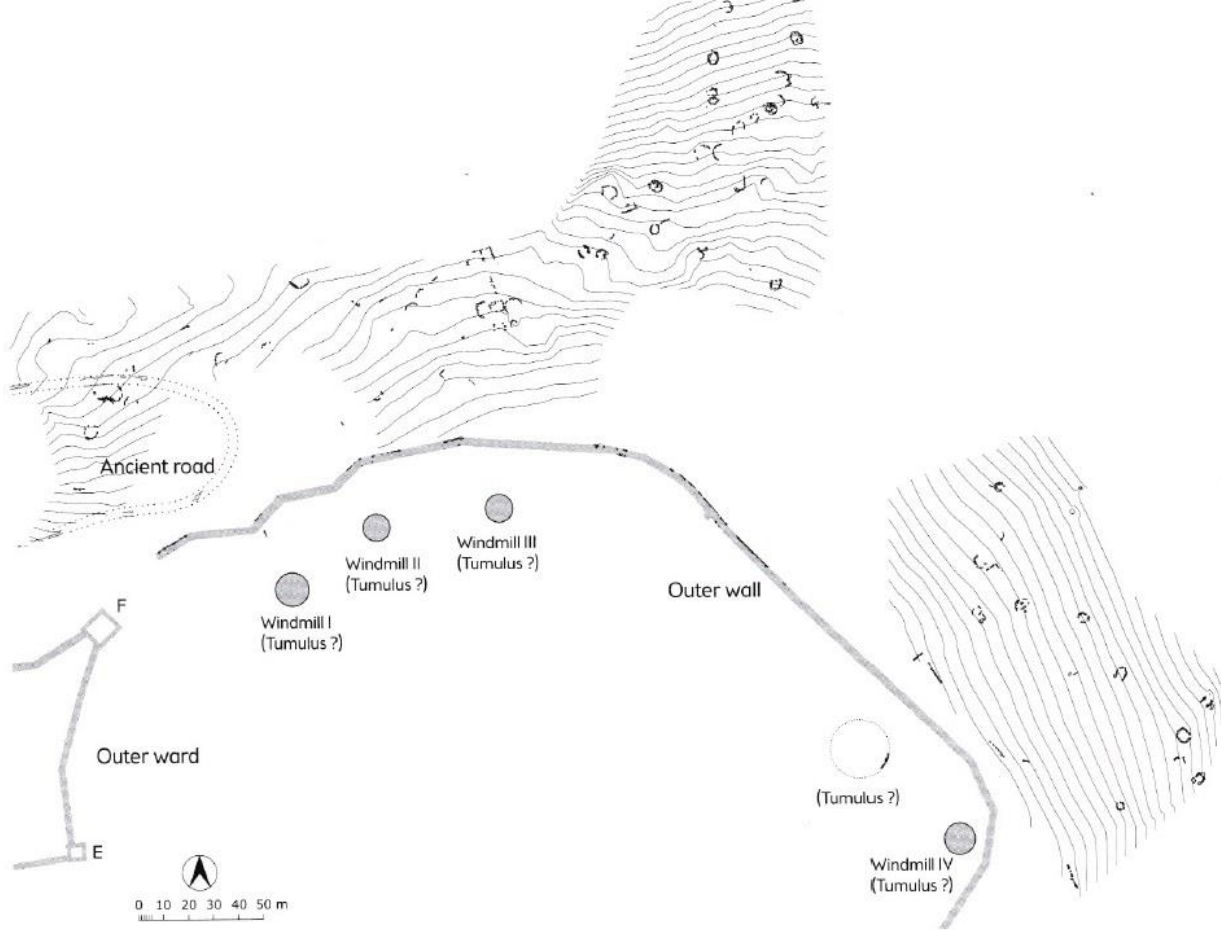 Ancient road
Windmill II
(Tumulus ?)
Windmill III
(Tumulus ?)
Outer wall
F
Windmill I
(Tumulus ?)
Outer ward
(Tumulus ?)
E
Windmill IV
(Tumulus ?)
0 10 20 30 40 50 m